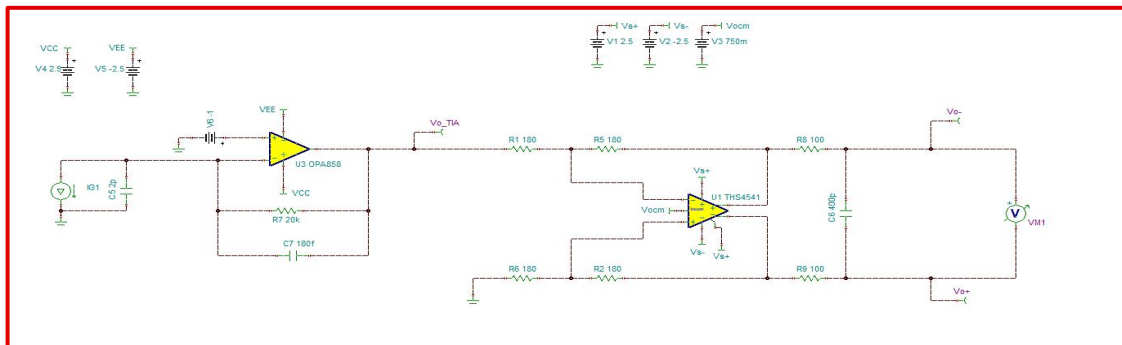 Vs+
Vs-
Vocm
V1 2.5
V2 -2.5
V3 750m
VCC
VEE
V4 2.5
V5 -2.5
V6 -1
VEE
U3 OPA858
VCC
Vo_TIA
IG1
C5 2p
R7 20k
C7 180f
R1 180
R5 180
R8 100
Vo-
Vs+
U1 THS4541
Vocm
Vs-
Vs+
C6 400p
V
VM1
R6 180
R2 180
R9 100
Vo+